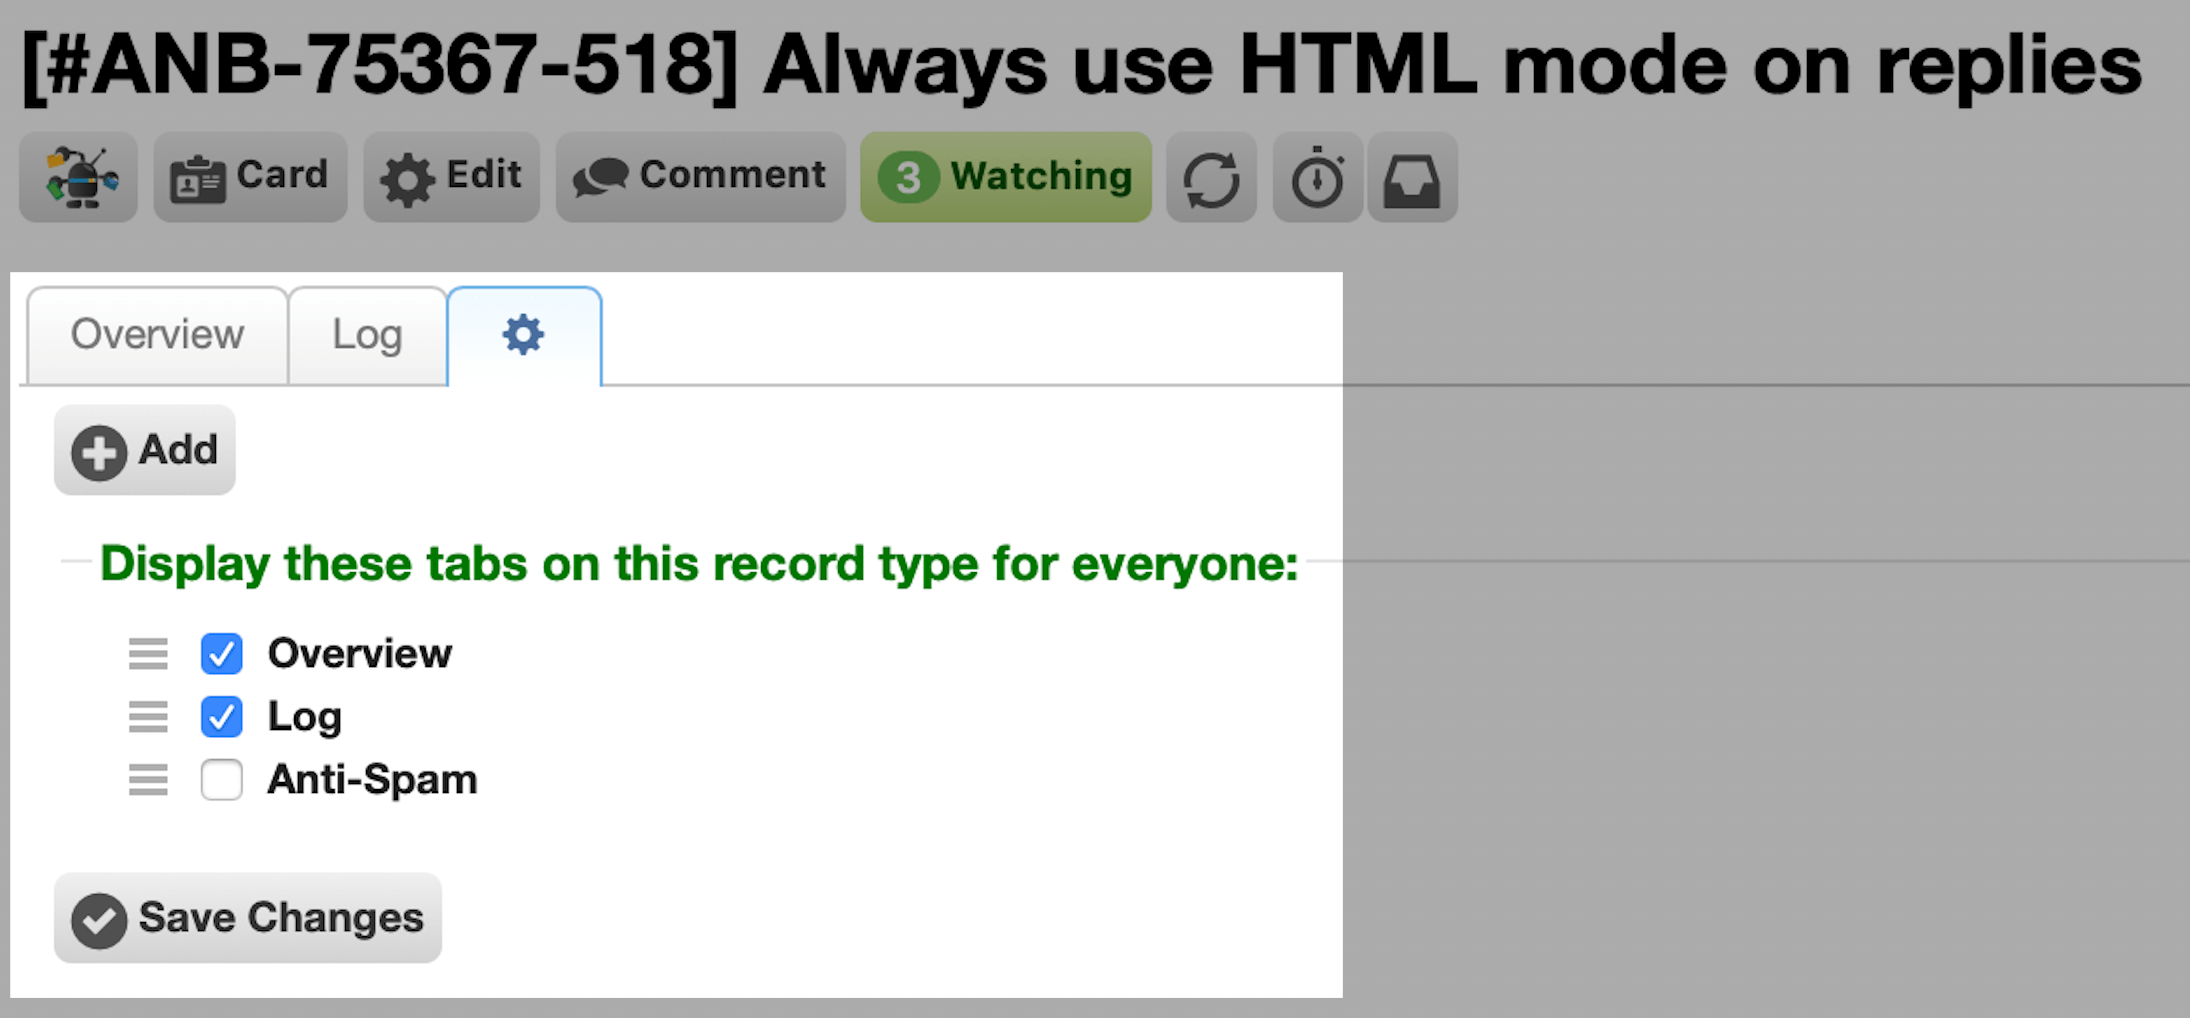 [#ANB-75367-518] Always use HTML mode on replies
Card Edit Comment 3 Watching
Overview Log
Add
Display these tabs on this record type for everyone:
Overview
Log
Anti-Spam
Save Changes